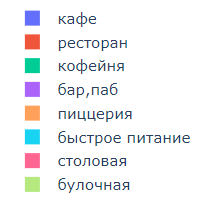 кафе
ресторан
кофейня
бар,паб
пиццерия
быстрое питание
столовая
булочная